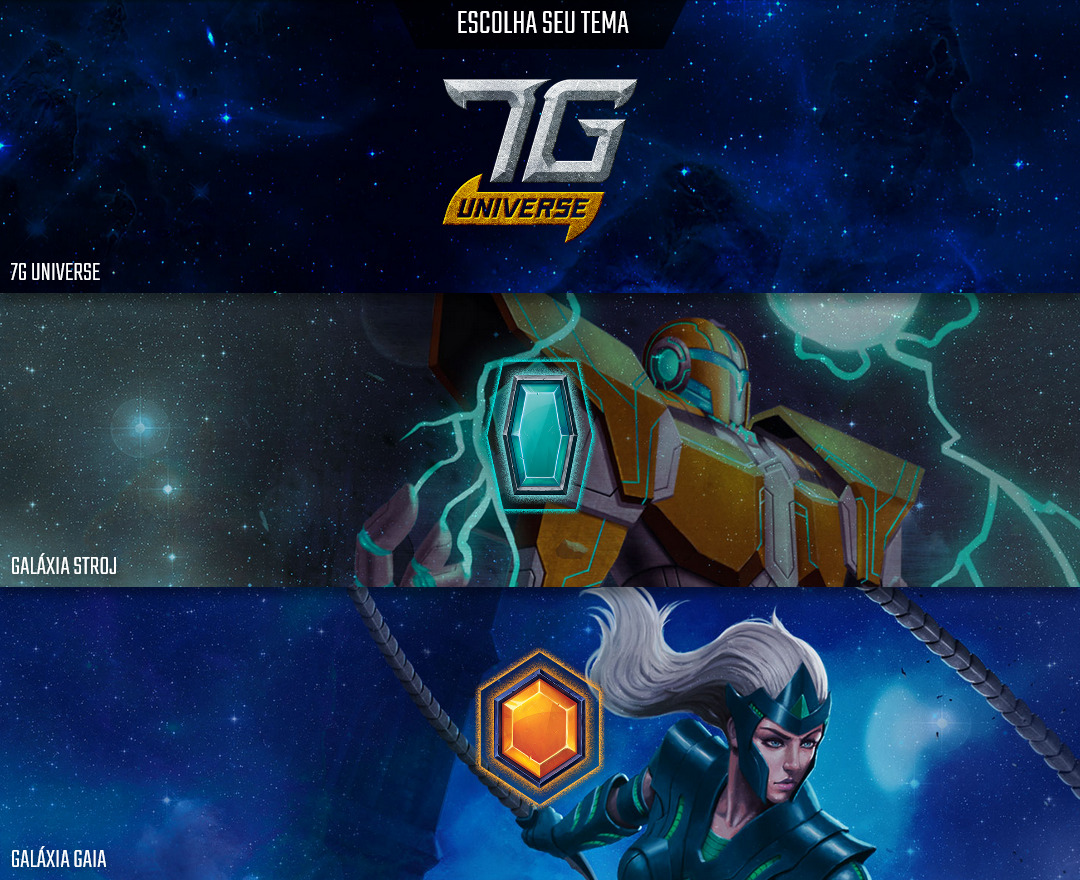 ESCOLHA SEU TEMA
7G
UNIVERSE
7G UNIVERSE
GALÁXIA STROJ
GALÁXIA GAIA